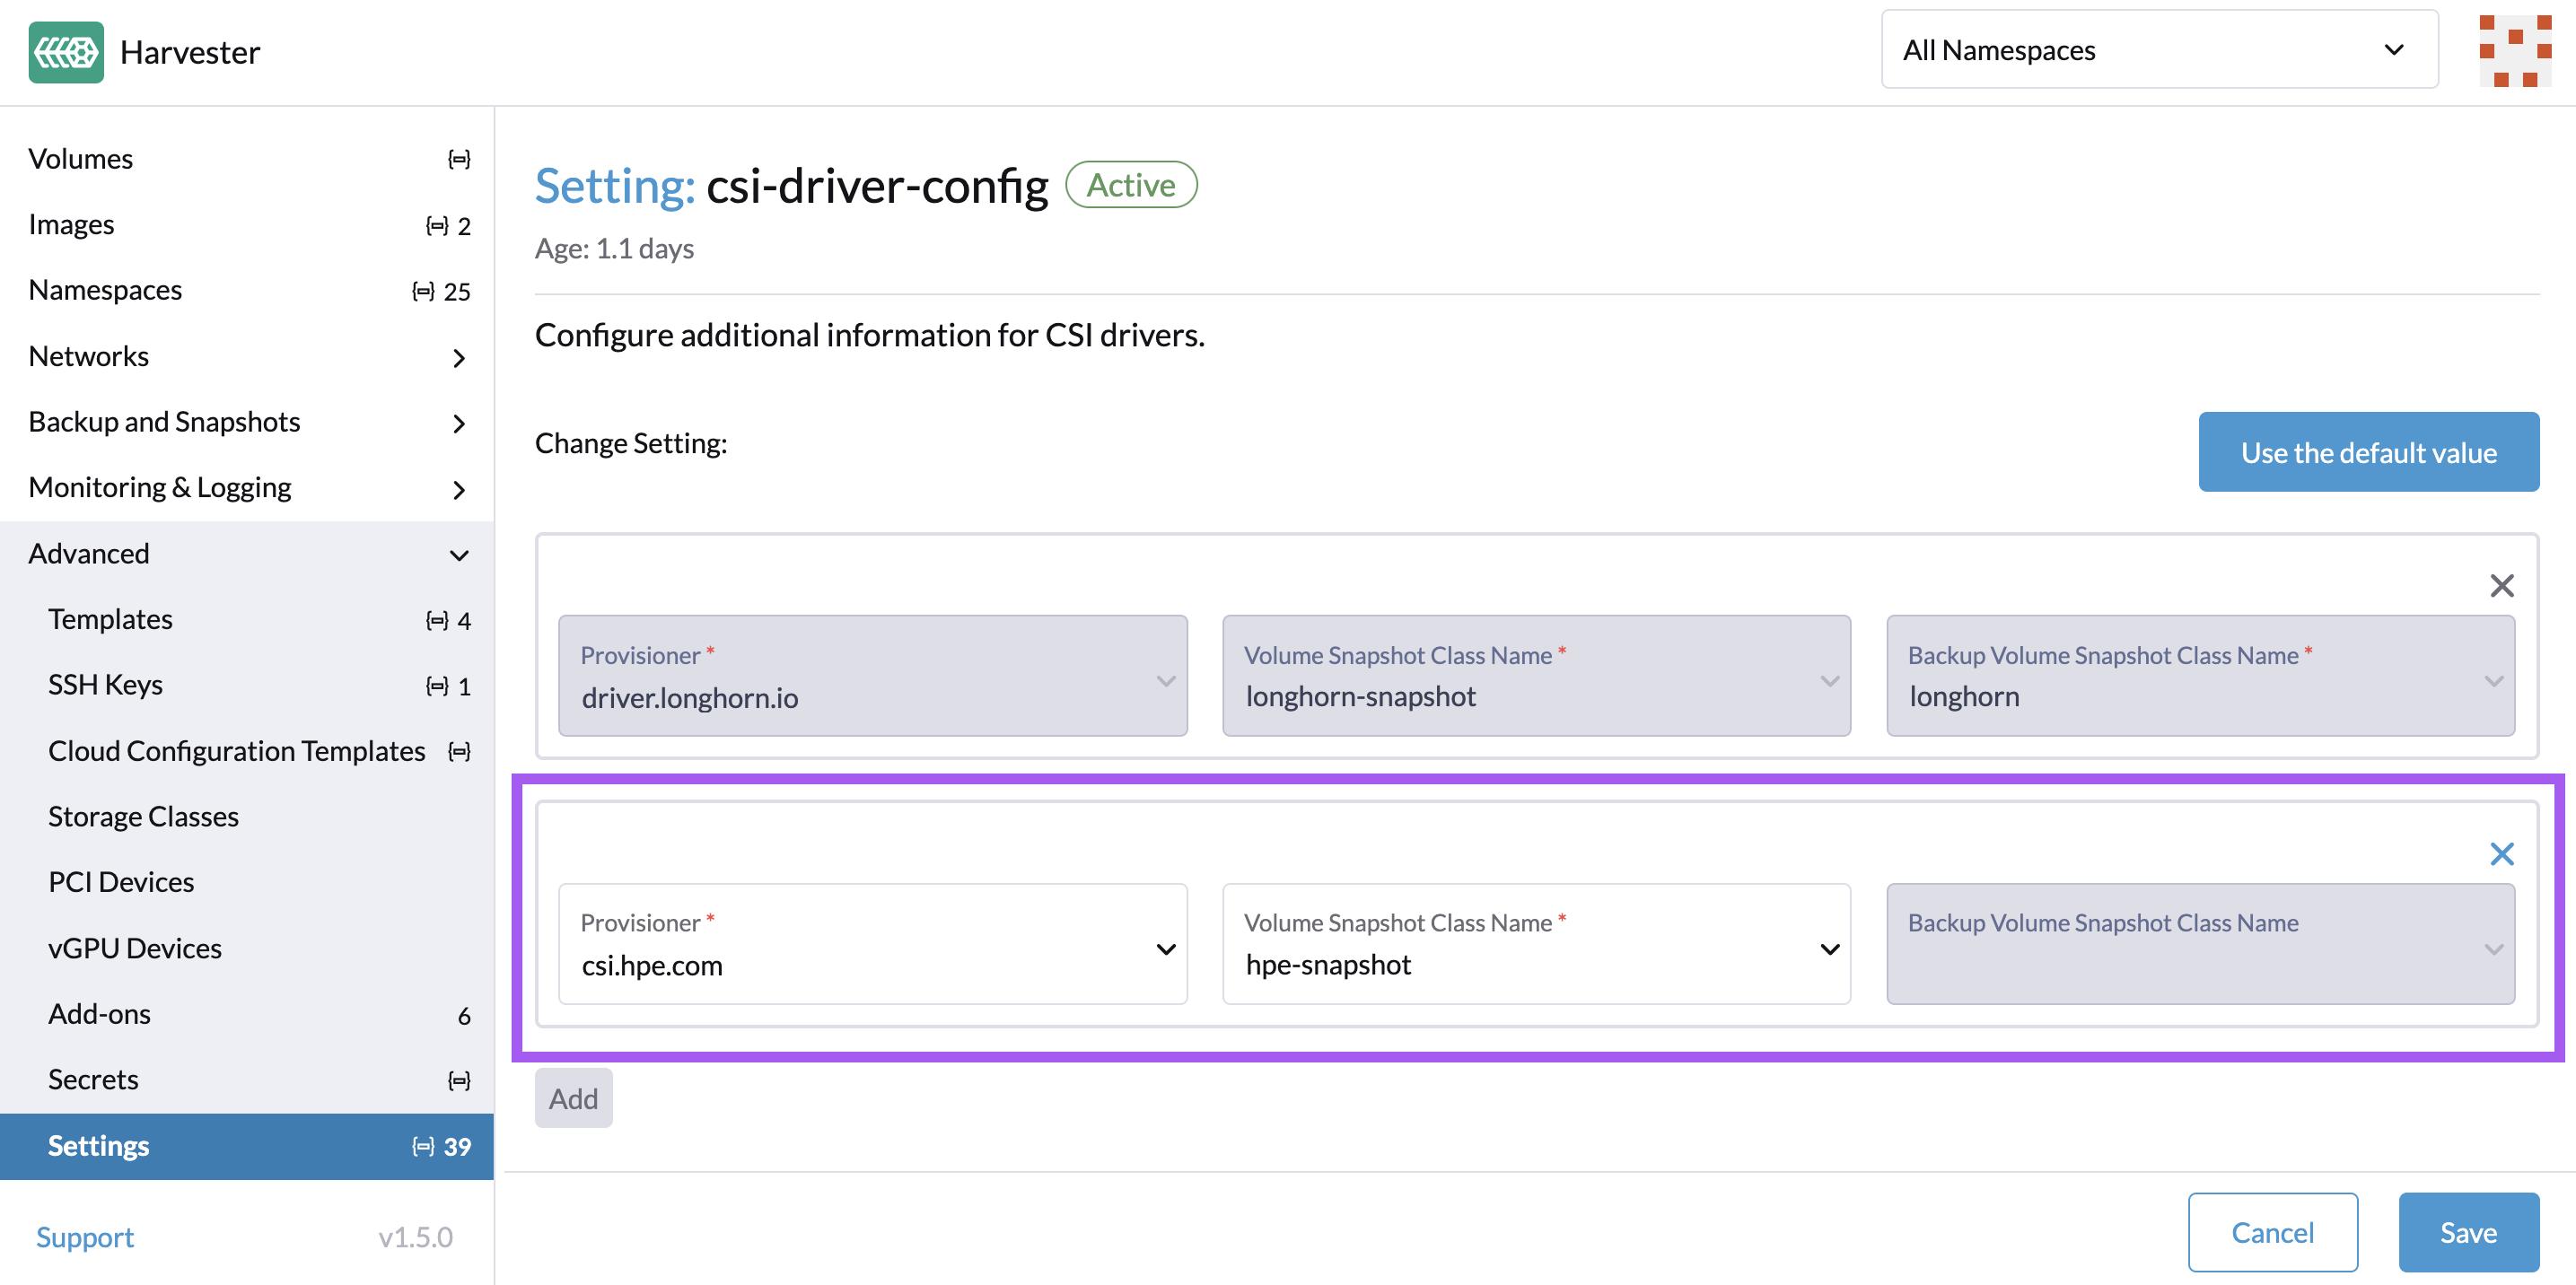 Harvester
All Namespaces
Volumes
Images 2
Namespaces 25
Networks
Backup and Snapshots
Monitoring & Logging
Advanced
Templates 4
SSH Keys 1
Cloud Configuration Templates
Storage Classes
PCI Devices
vGPU Devices
Add-ons 6
Secrets
Settings 39
Support v1.5.0
Setting: csi-driver-config Active
Age: 1.1 days
Configure additional information for CSI drivers.
Change Setting:
Use the default value
Provisioner * Volume Snapshot Class Name * Backup Volume Snapshot Class Name *
driver.longhorn.io longhorn-snapshot longhorn
Provisioner * Volume Snapshot Class Name * Backup Volume Snapshot Class Name
csi.hpe.com hpe-snapshot
Add
Cancel Save